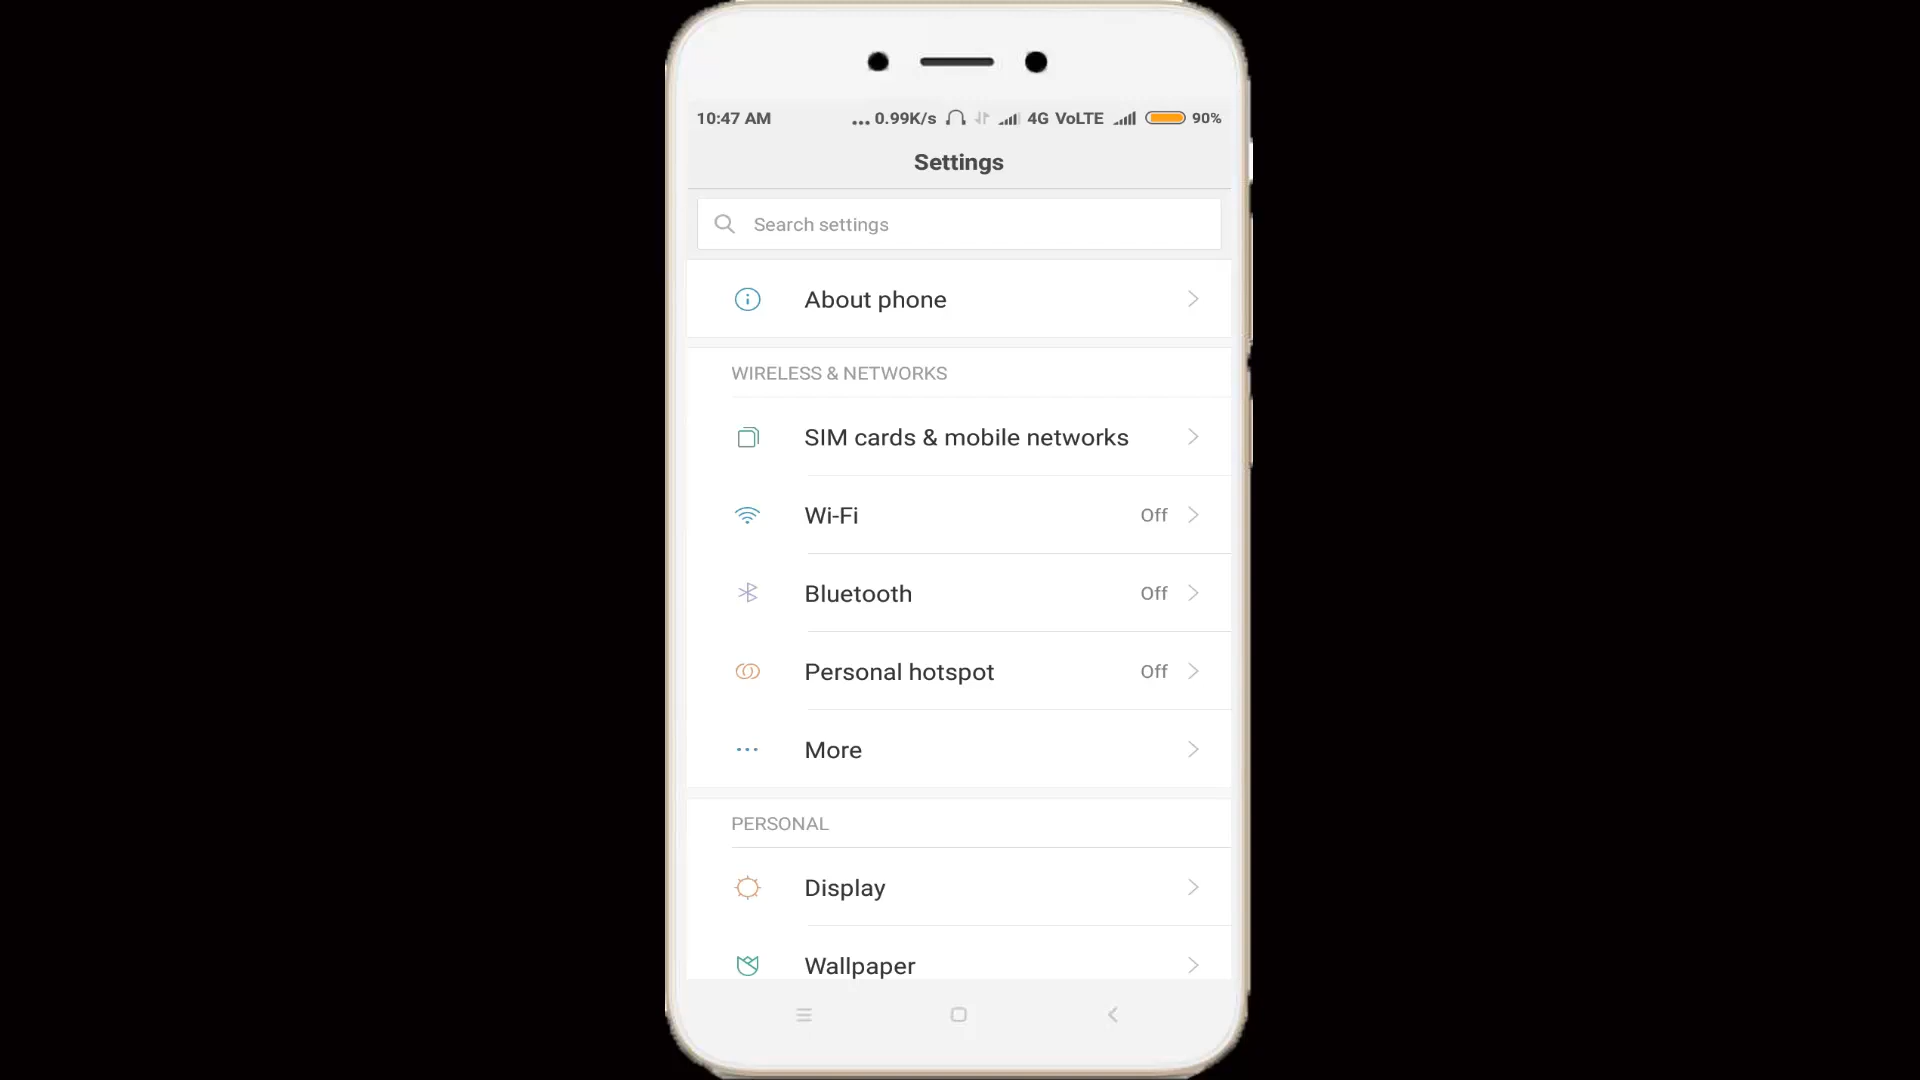 10:47 AM ... 0.99K/s 4G VoLTE 90%
Settings
Search settings
About phone
WIRELESS & NETWORKS
SIM cards & mobile networks
Wi-Fi Off
Bluetooth Off
Personal hotspot Off
More
PERSONAL
Display
Wallpaper